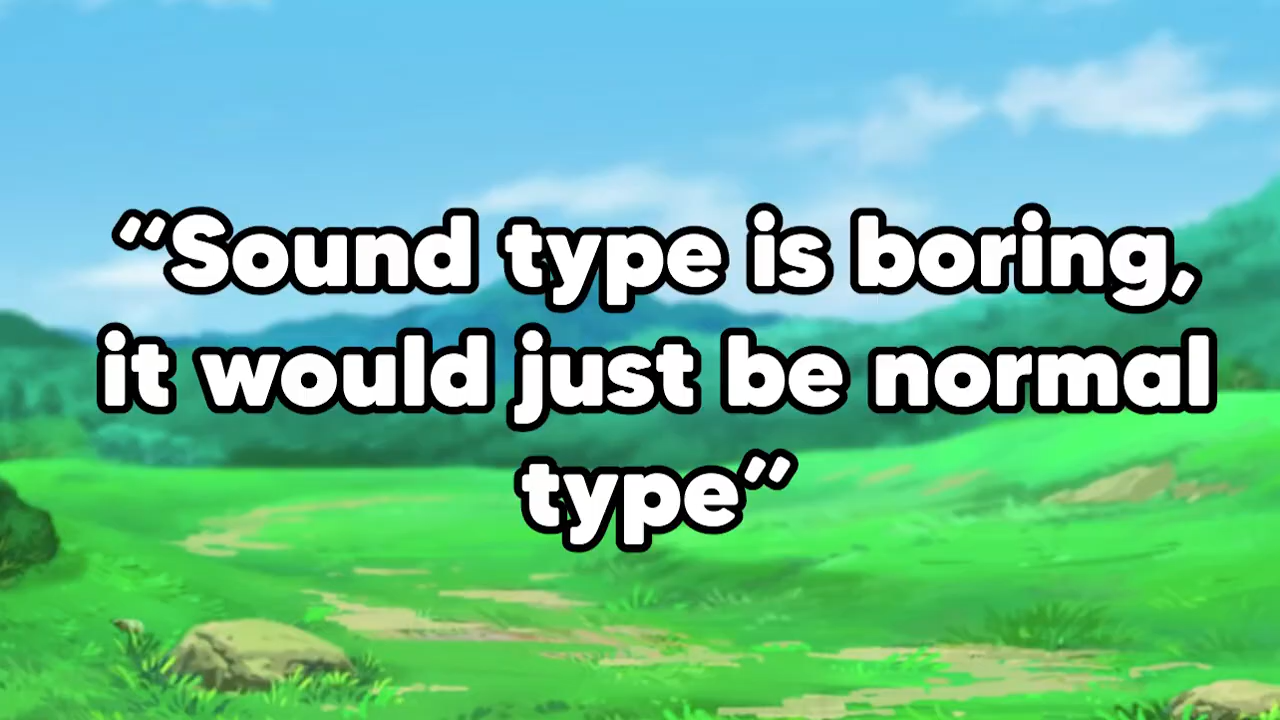 “Sound type is boring,
it would just be normal
type”